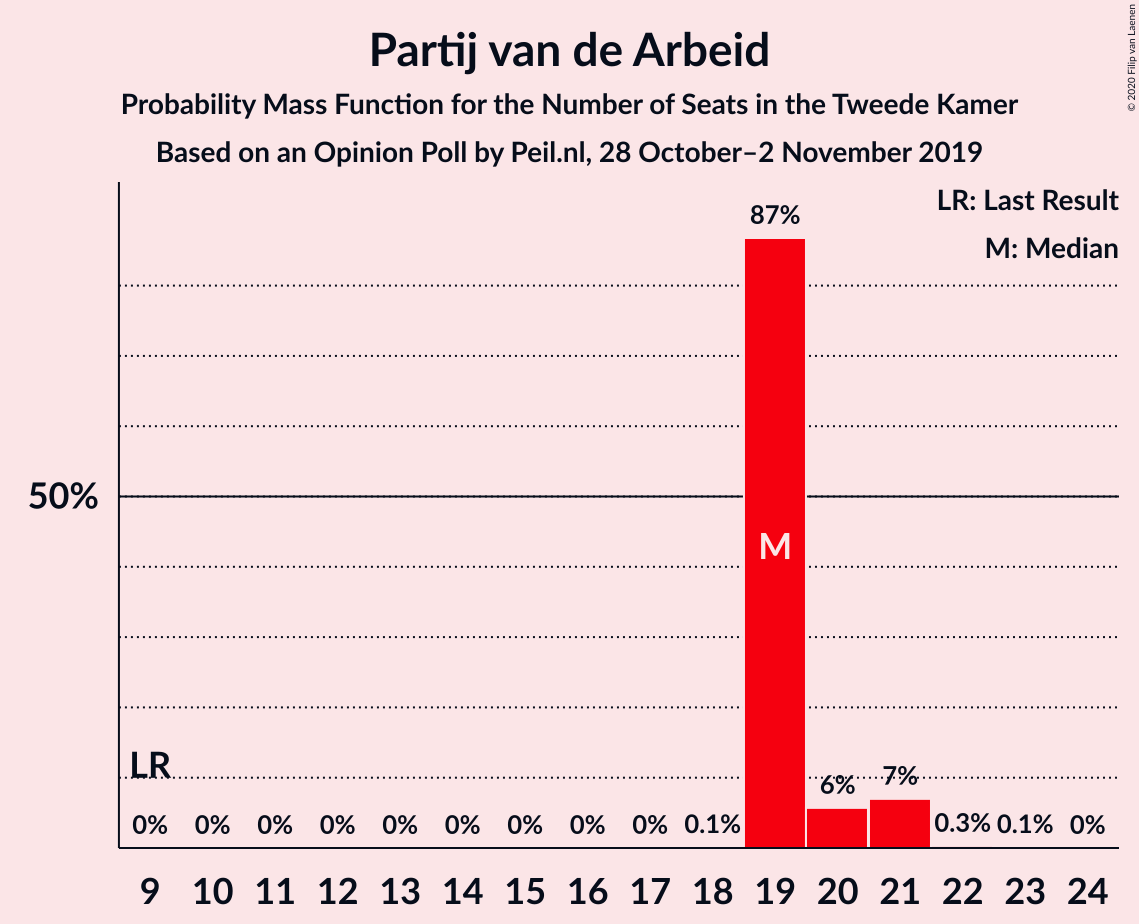 Partij van de Arbeid
Probability Mass Function for the Number of Seats in the Tweede Kamer
Based on an Opinion Poll by Peil.nl, 28 October–2 November 2019
© 2020 Filip van Laenen
LR: Last Result
M: Median
87%
50%
M
LR
0% 0% 0% 0% 0% 0% 0% 0% 0% 0.1% 6% 7% 0.3% 0.1% 0%
9 10 11 12 13 14 15 16 17 18 19 20 21 22 23 24